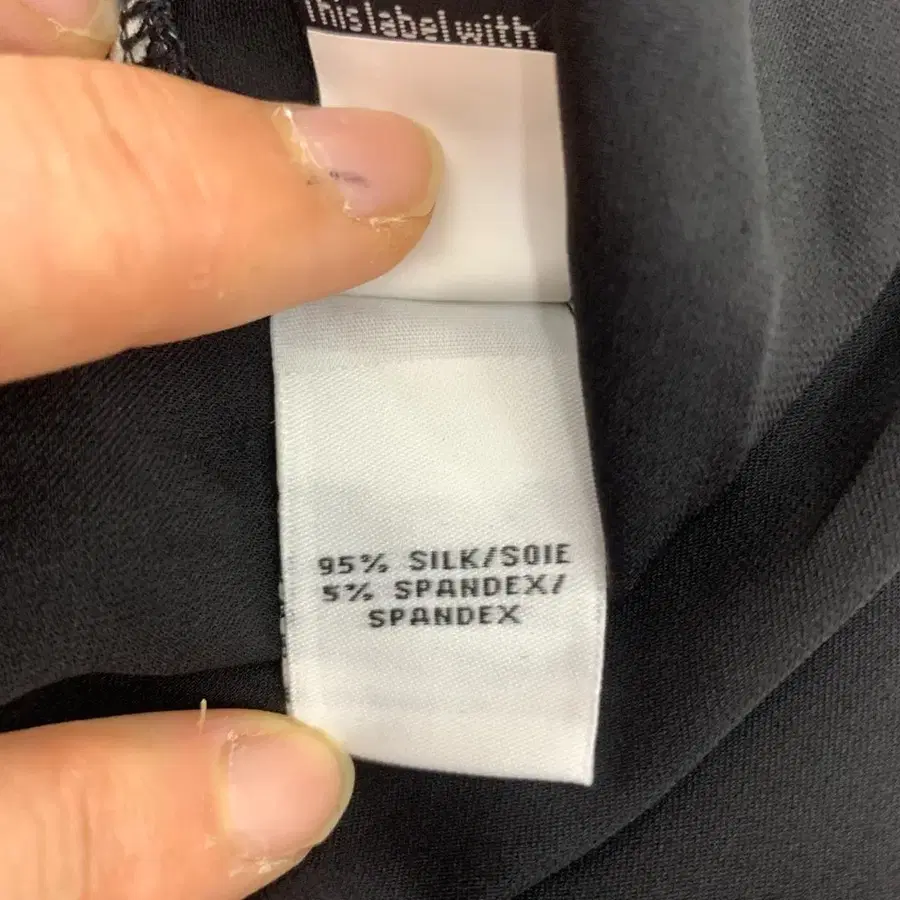 This label with
95% SILK/SOIE
5% SPANDEX/
SPANDEX